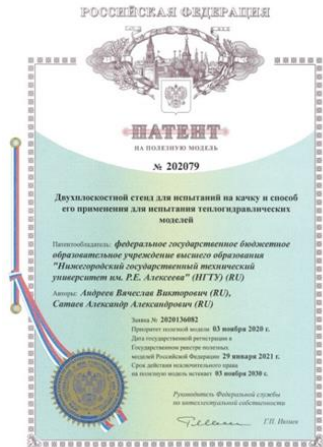 РОССИЙСКАЯ ФЕДЕРАЦИЯ
ПАТЕНТ
НА ПОЛЕЗНУЮ МОДЕЛЬ
№ 202079
Двухплоскостной стенд для испытаний на качку и способ
его применения для испытания теплогидравлических
моделей
Патентообладатель: федеральное государственное бюджетное
образовательное учреждение высшего образования
"Нижегородский государственный технический
университет им. Р.Е. Алексеева" (НГТУ) (RU)
Авторы: Андреев Вячеслав Викторович (RU),
Сатаев Александр Александрович (RU)
Заявка № 2020136082
Приоритет полезной модели 03 ноября 2020 г.
Дата государственной регистрации в
Государственном реестре полезных
моделей Российской Федерации 29 января 2021 г.
Срок действия исключительного права
на полезную модель истекает 03 ноября 2030 г.
Руководитель Федеральной службы
по интеллектуальной собственности
Г.П. Ивлиев